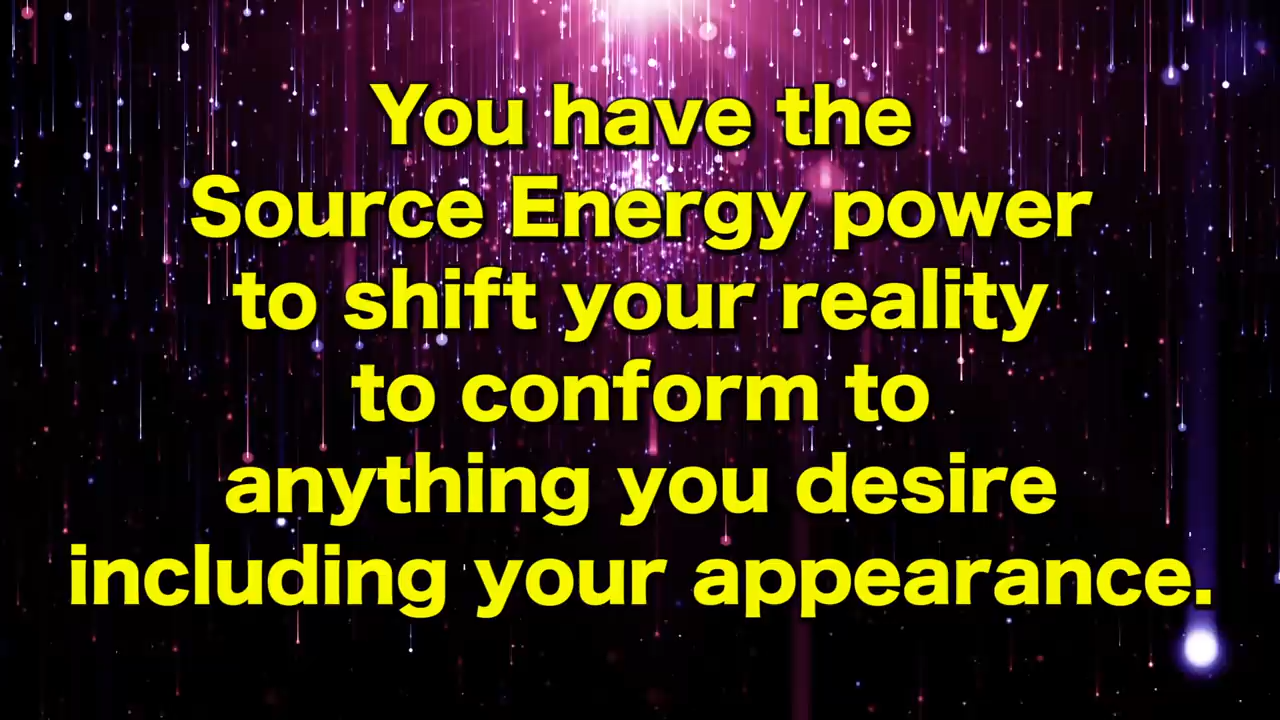 You have the
Source Energy power
to shift your reality
to conform to
anything you desire
including your appearance.